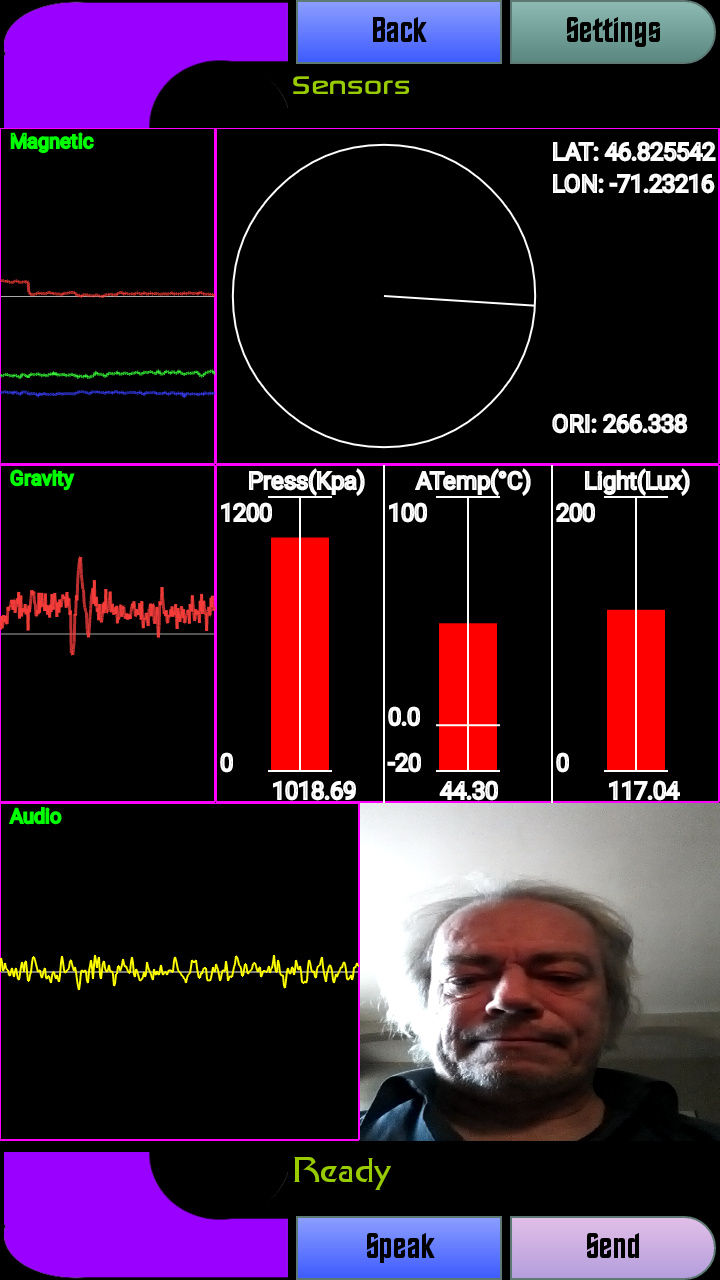 Back
Settings
Sensors
Magnetic
LAT: 46.825542
LON: -71.23216
ORI: 266.338
Gravity
Press(Kpa)
ATemp(°C)
Light(Lux)
1200
100
200
0.0
0
-20
0
1018.69
44.30
117.04
Audio
Ready
Speak
Send